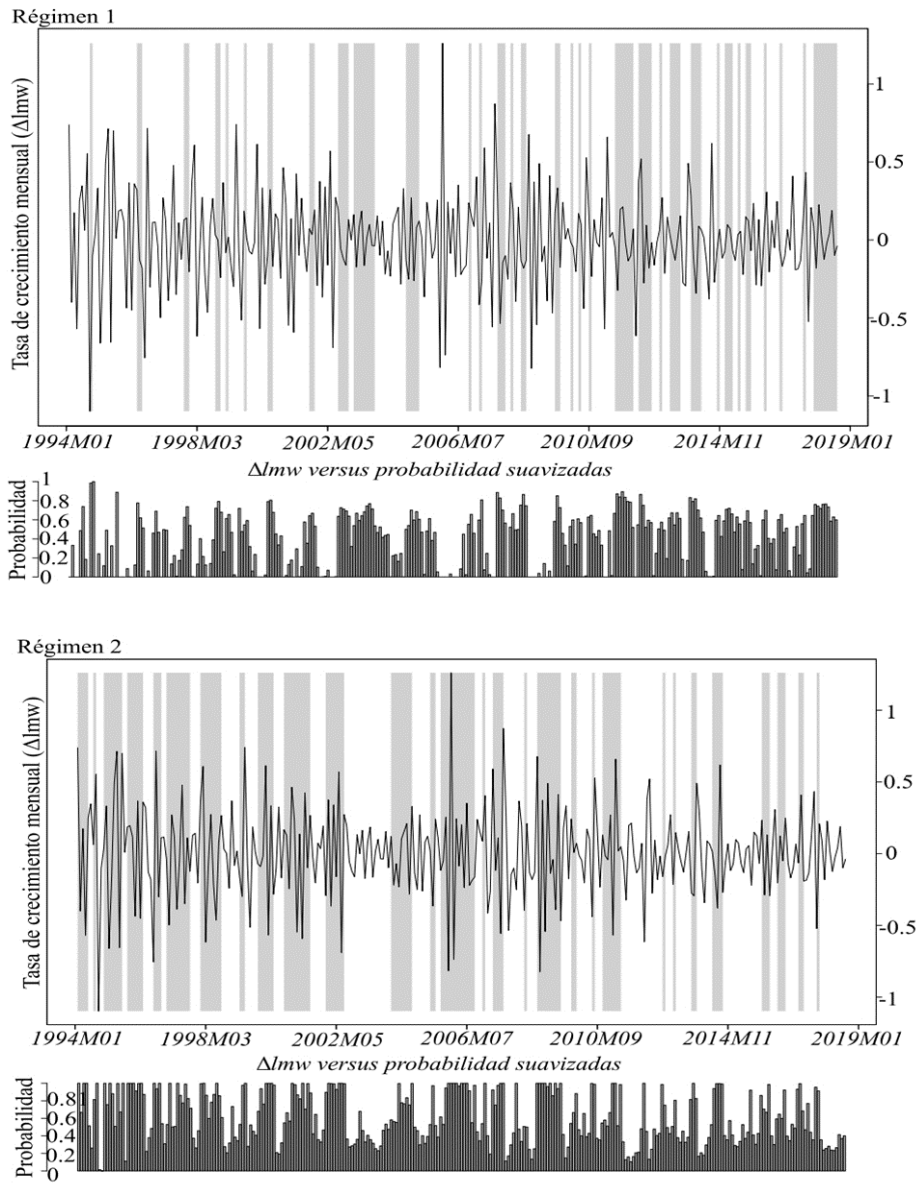 Régimen 1
Tasa de crecimiento mensual (Δlmw)
1
0.5
0
-0.5
-1
1994M01 1998M03 2002M05 2006M07 2010M09 2014M11 2019M01
Δlmw versus probabilidad suavizadas
Probabilidad
1
0.8
0.6
0.4
0.2
0
Régimen 2
Tasa de crecimiento mensual (Δlmw)
1
0.5
0
-0.5
-1
1994M01 1998M03 2002M05 2006M07 2010M09 2014M11 2019M01
Δlmw versus probabilidad suavizadas
Probabilidad
0.8
0.6
0.4
0.2
0